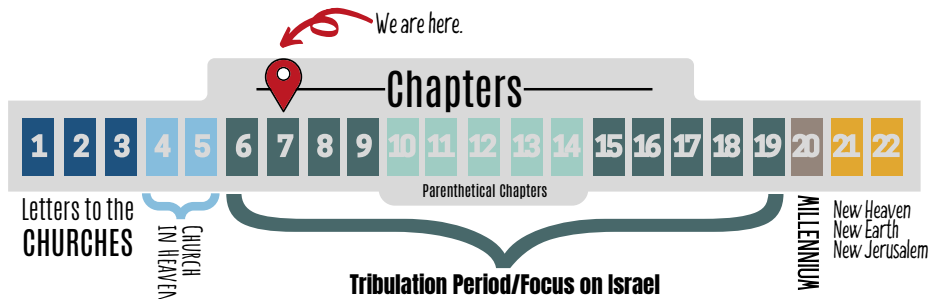 We are here.
Chapters
1 2 3 4 5 6 7 8 9 10 11 12 13 14 15 16 17 18 19 20 21 22
Parenthetical Chapters
Letters to the
CHURCHES
CHURCH
IN HEAVEN
Tribulation Period/Focus on Israel
MILLENNIUM
New Heaven
New Earth
New Jerusalem